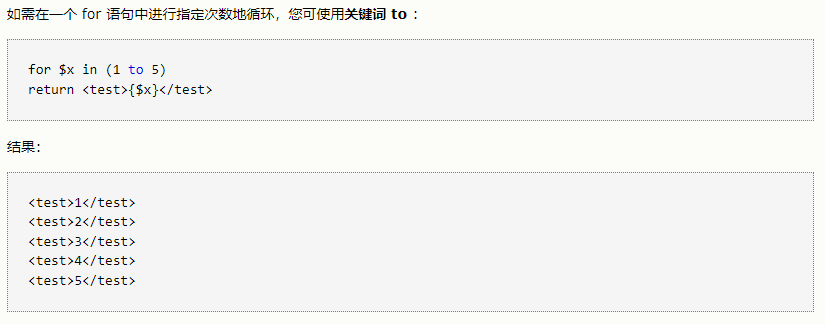 如需在一个 for 语句中进行指定次数地循环，您可使用关键词 to ：
for $x in (1 to 5)
return <test>{$x}</test>
结果：
<test>1</test>
<test>2</test>
<test>3</test>
<test>4</test>
<test>5</test>